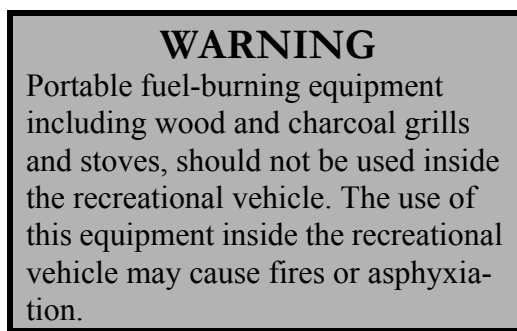 WARNING
Portable fuel-burning equipment
including wood and charcoal grills
and stoves, should not be used inside
the recreational vehicle. The use of
this equipment inside the recreational
vehicle may cause fires or asphyxia-
tion.